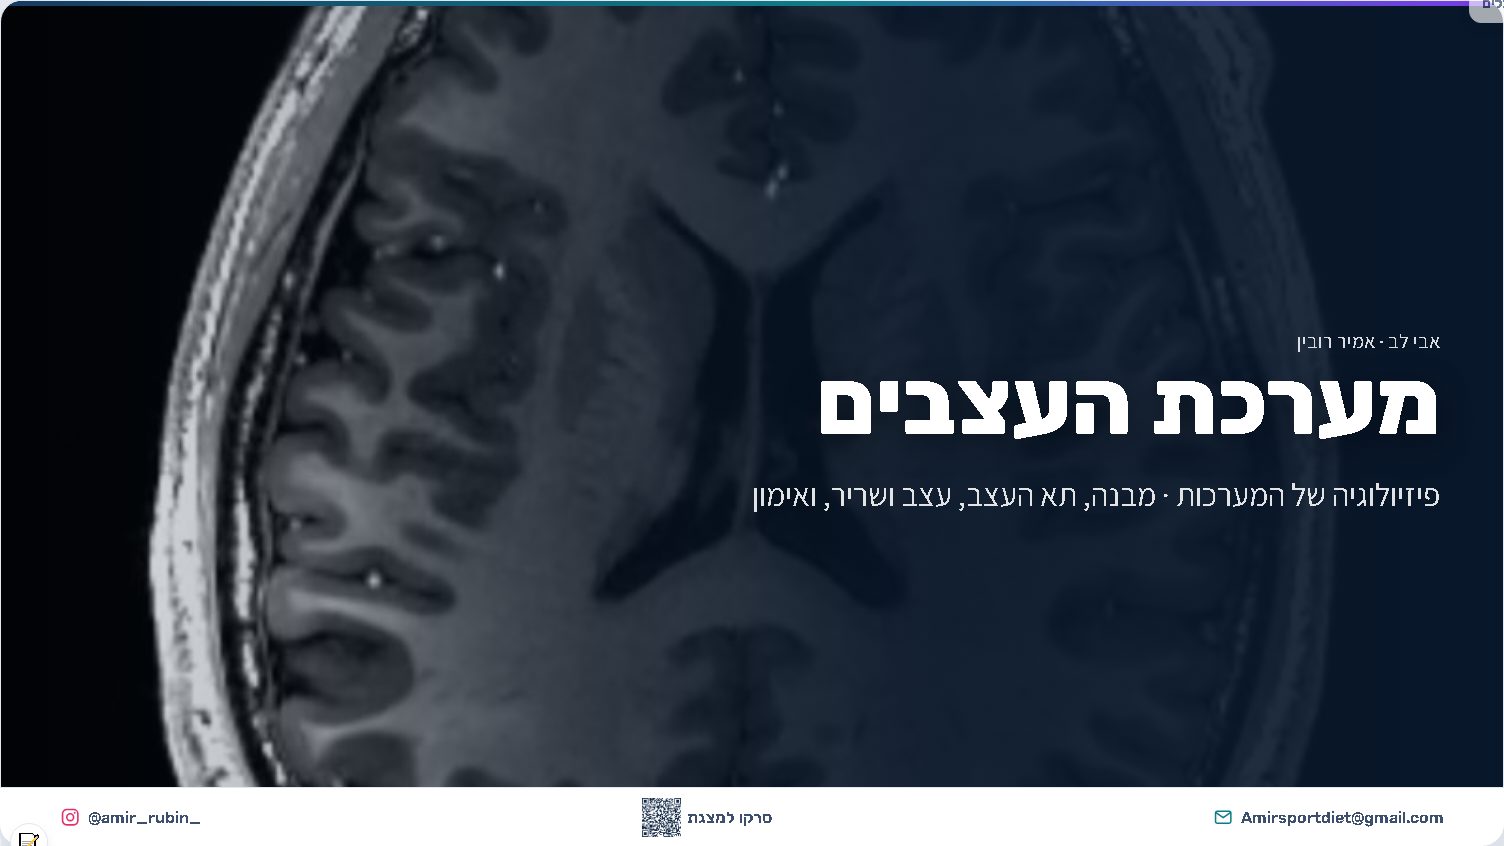 אבי לב · אמיר רובין
מערכת העצבים
פיזיולוגיה של המערכות · מבנה, תא העצב, עצב ושריר, ואימון
Amirsportdiet@gmail.com
סרקו למצגת
@amir_rubin_